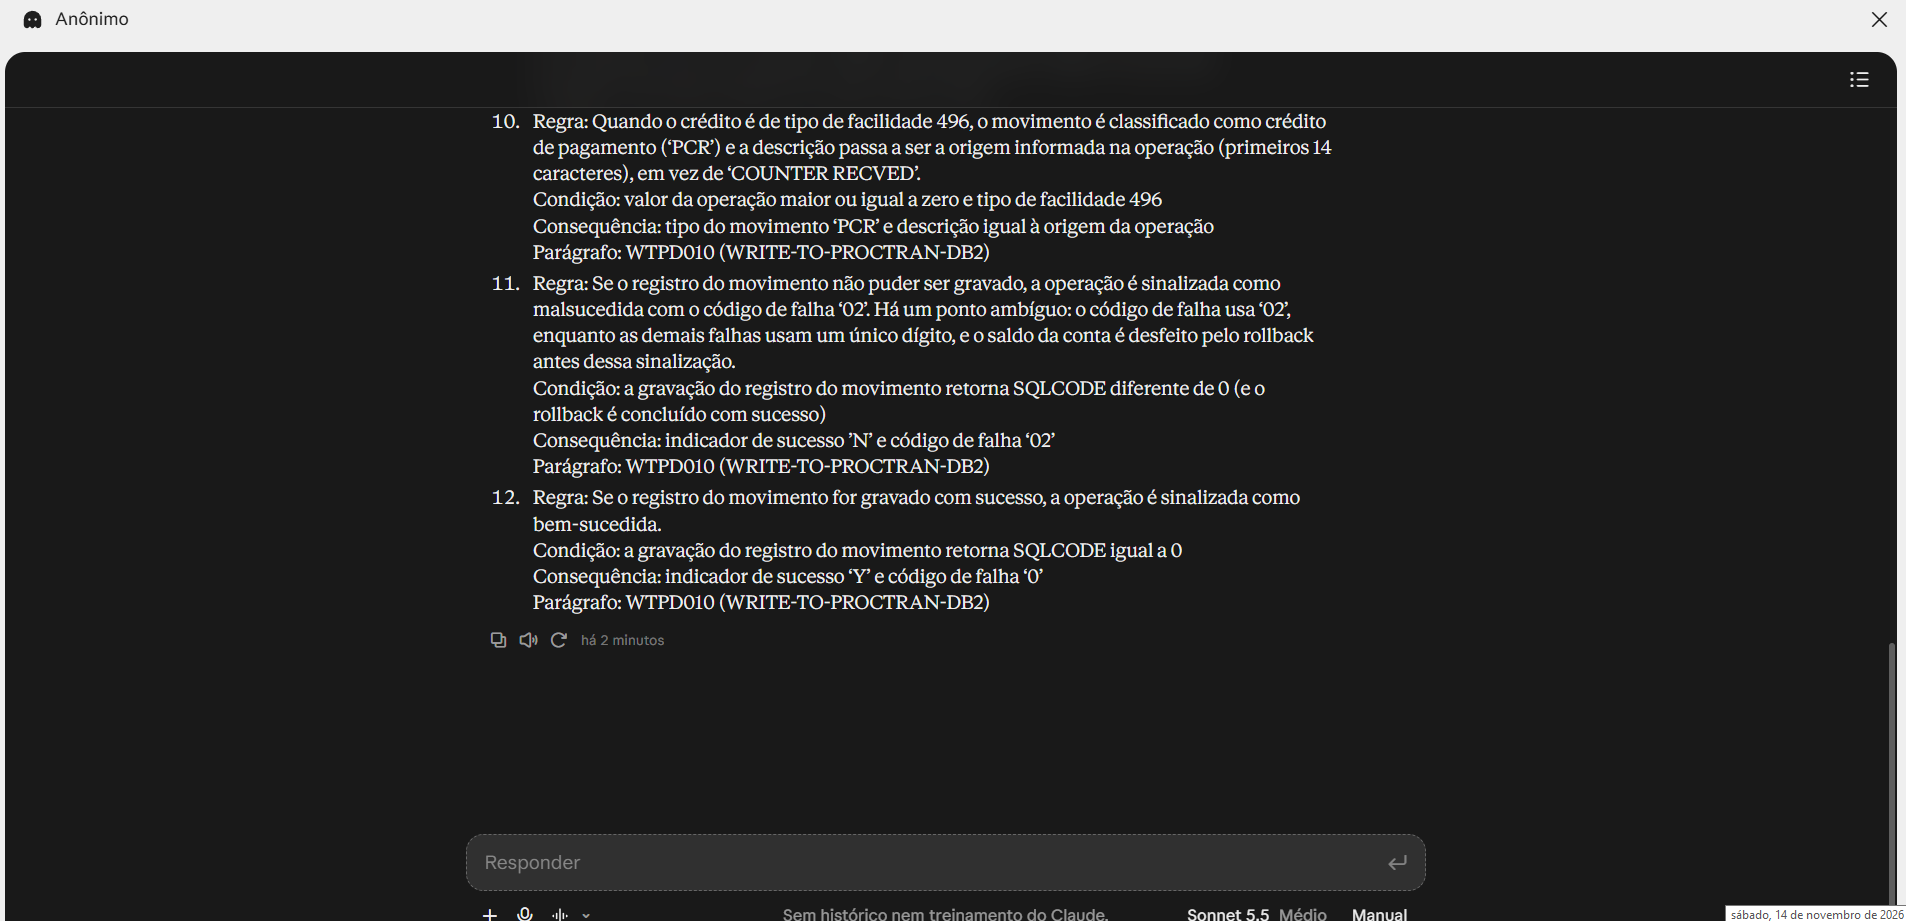 Anônimo
10. Regra: Quando o crédito é de tipo de facilidade 496, o movimento é classificado como crédito
de pagamento (‘PCR’) e a descrição passa a ser a origem informada na operação (primeiros 14
caracteres), em vez de ‘COUNTER RECVED’.
Condição: valor da operação maior ou igual a zero e tipo de facilidade 496
Consequência: tipo do movimento ‘PCR’ e descrição igual à origem da operação
Parágrafo: WTPD010 (WRITE-TO-PROCTRAN-DB2)
11. Regra: Se o registro do movimento não puder ser gravado, a operação é sinalizada como
malsucedida com o código de falha ‘02’. Há um ponto ambíguo: o código de falha usa ‘02’,
enquanto as demais falhas usam um único dígito, e o saldo da conta é desfeito pelo rollback
antes dessa sinalização.
Condição: a gravação do registro do movimento retorna SQLCODE diferente de 0 (e o
rollback é concluído com sucesso)
Consequência: indicador de sucesso ’N’ e código de falha ‘02’
Parágrafo: WTPD010 (WRITE-TO-PROCTRAN-DB2)
12. Regra: Se o registro do movimento for gravado com sucesso, a operação é sinalizada como
bem-sucedida.
Condição: a gravação do registro do movimento retorna SQLCODE igual a 0
Consequência: indicador de sucesso ‘Y’ e código de falha ‘0’
Parágrafo: WTPD010 (WRITE-TO-PROCTRAN-DB2)
há 2 minutos
Responder
Sem histórico nem treinamento do Claude. Sonnet 5.5 Médio Manual
sábado, 14 de novembro de 2026